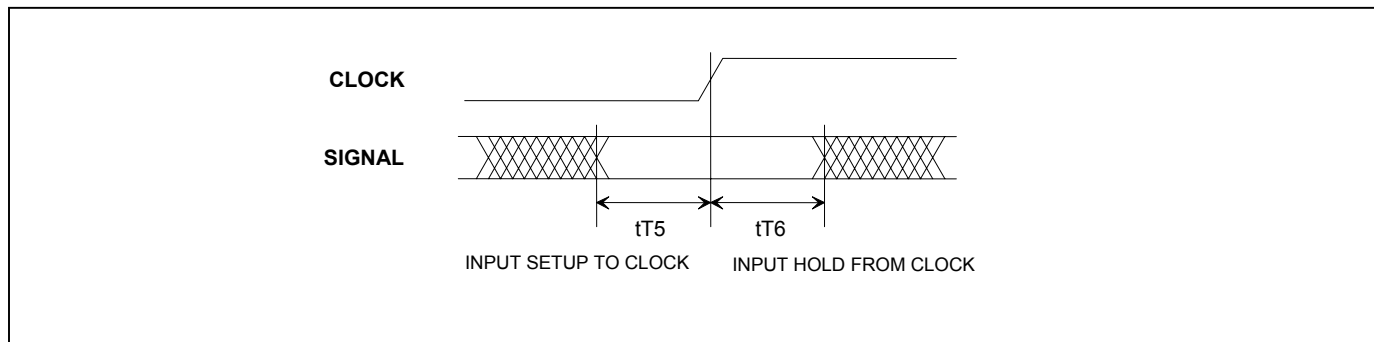 CLOCK
SIGNAL
tT5 tT6
INPUT SETUP TO CLOCK INPUT HOLD FROM CLOCK